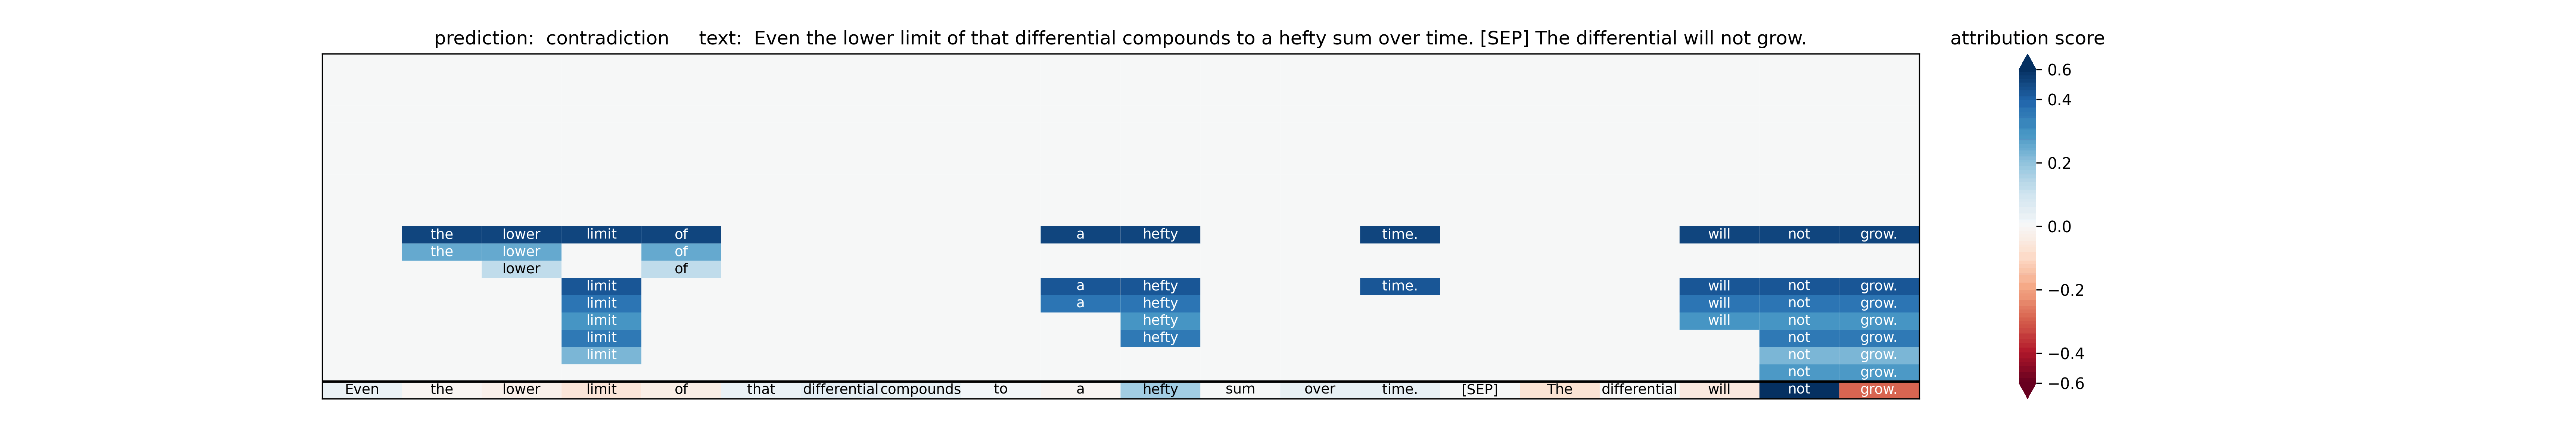 prediction:  contradiction     text:  Even the lower limit of that differential compounds to a hefty sum over time. [SEP] The differential will not grow.
attribution score
the lower limit of a hefty time. will not grow.
the lower of
lower of
limit a hefty time. will not grow.
limit a hefty will not grow.
limit hefty will not grow.
limit hefty not grow.
limit not grow.
not grow.
Even the lower limit of that differential compounds to a hefty sum over time. [SEP] The differential will not grow.
0.6
0.4
0.2
0.0
−0.2
−0.4
−0.6